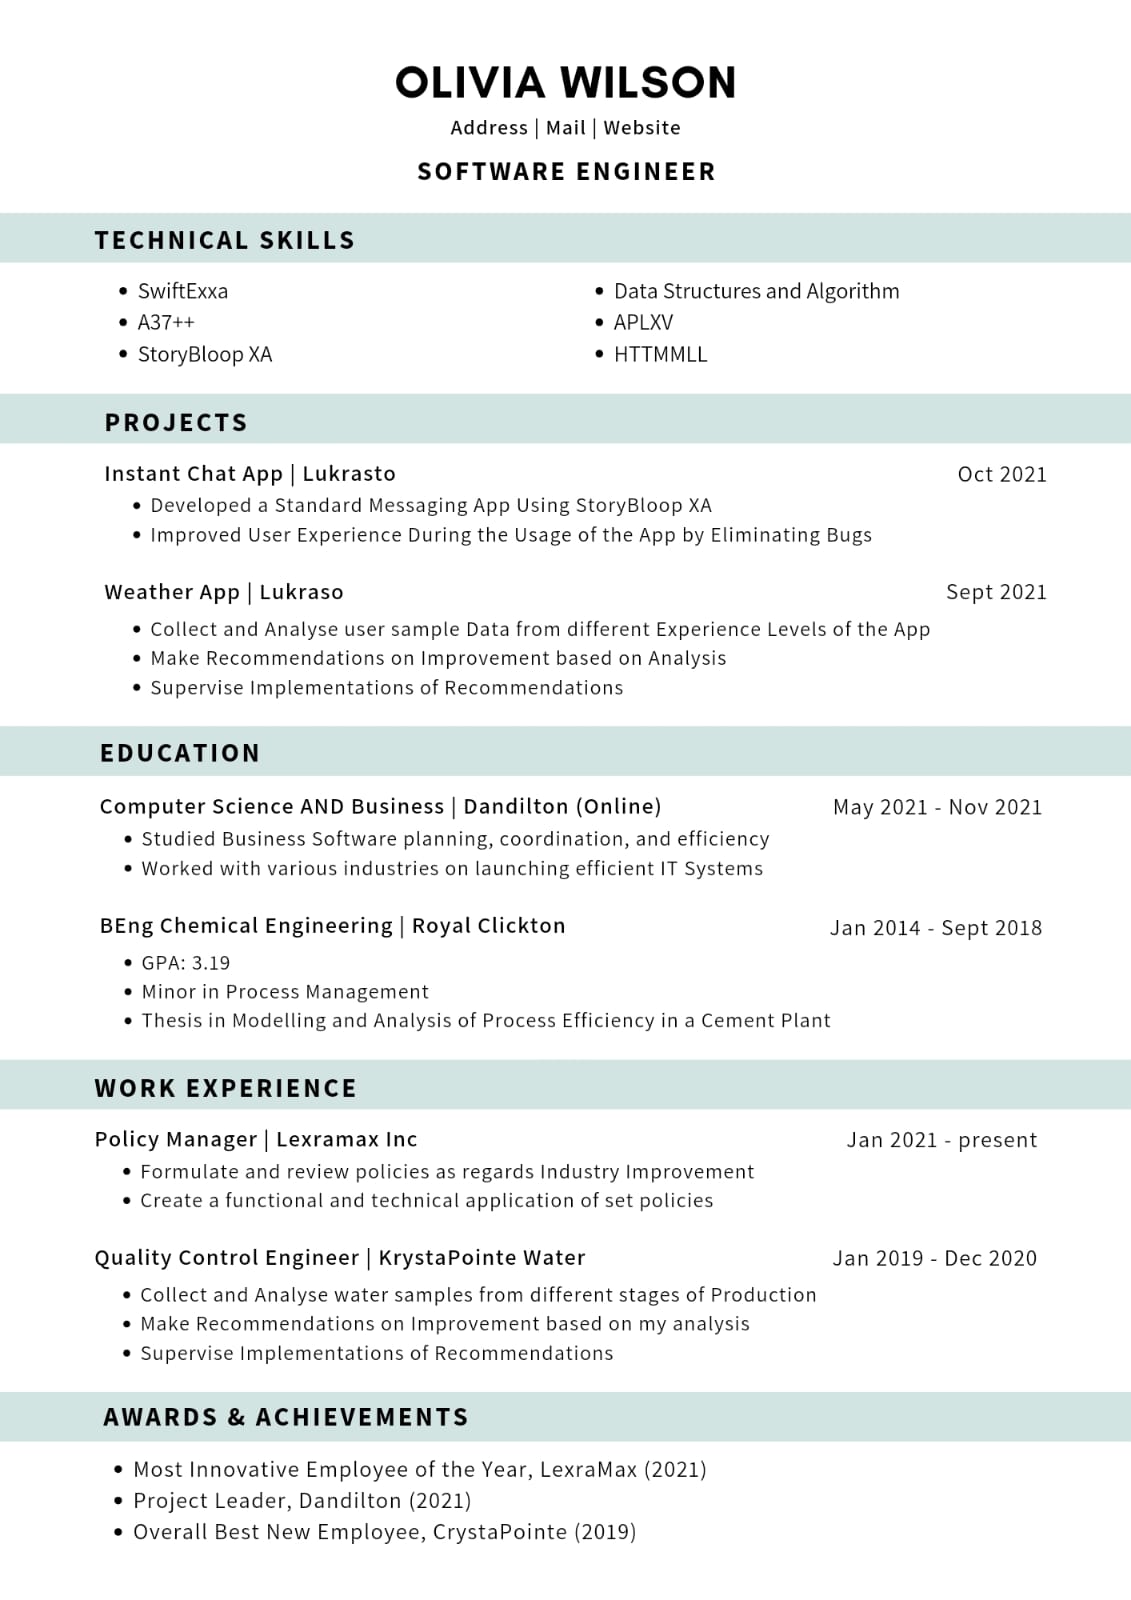 OLIVIA WILSON
Address | Mail | Website
SOFTWARE ENGINEER
TECHNICAL SKILLS
• SwiftExxa
• A37++
• StoryBloop XA
• Data Structures and Algorithm
• APLXV
• HTTMMLL
PROJECTS
Instant Chat App | Lukrasto
Oct 2021
• Developed a Standard Messaging App Using StoryBloop XA
• Improved User Experience During the Usage of the App by Eliminating Bugs
Weather App | Lukraso
Sept 2021
• Collect and Analyse user sample Data from different Experience Levels of the App
• Make Recommendations on Improvement based on Analysis
• Supervise Implementations of Recommendations
EDUCATION
Computer Science AND Business | Dandilton (Online)
May 2021 - Nov 2021
• Studied Business Software planning, coordination, and efficiency
• Worked with various industries on launching efficient IT Systems
BEng Chemical Engineering | Royal Clickton
Jan 2014 - Sept 2018
• GPA: 3.19
• Minor in Process Management
• Thesis in Modelling and Analysis of Process Efficiency in a Cement Plant
WORK EXPERIENCE
Policy Manager | Lexramax Inc
Jan 2021 - present
• Formulate and review policies as regards Industry Improvement
• Create a functional and technical application of set policies
Quality Control Engineer | KrystaPointe Water
Jan 2019 - Dec 2020
• Collect and Analyse water samples from different stages of Production
• Make Recommendations on Improvement based on my analysis
• Supervise Implementations of Recommendations
AWARDS & ACHIEVEMENTS
• Most Innovative Employee of the Year, LexraMax (2021)
• Project Leader, Dandilton (2021)
• Overall Best New Employee, CrystaPointe (2019)